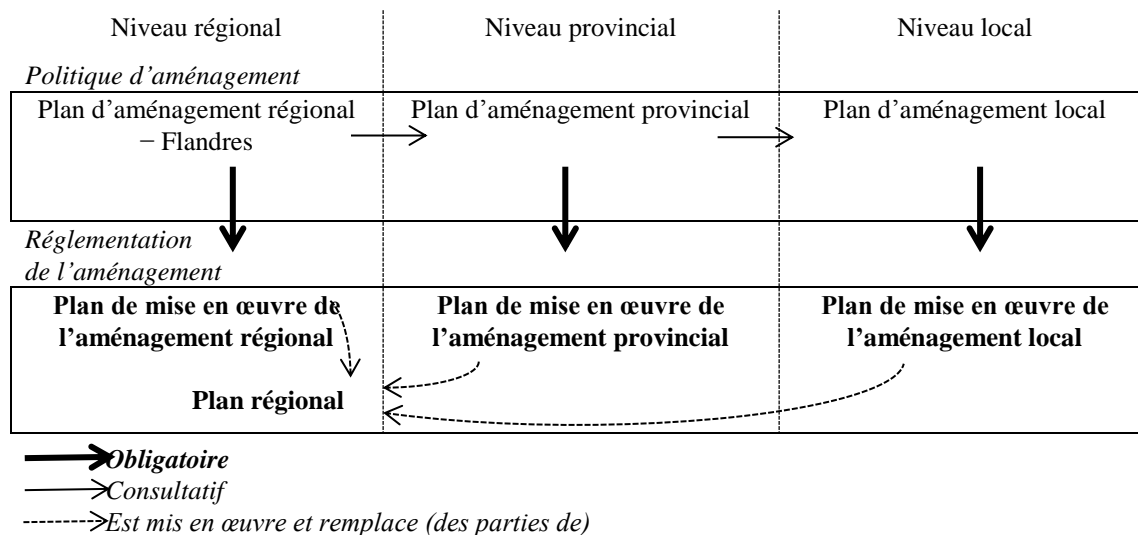 Niveau régional Niveau provincial Niveau local
Politique d’aménagement
Plan d’aménagement régional
− Flandres
Plan d’aménagement provincial
Plan d’aménagement local
Réglementation
de l’aménagement
Plan de mise en œuvre de
l’aménagement régional
Plan régional
Plan de mise en œuvre de
l’aménagement provincial
Plan de mise en œuvre de
l’aménagement local
Obligatoire
Consultatif
Est mis en œuvre et remplace (des parties de)